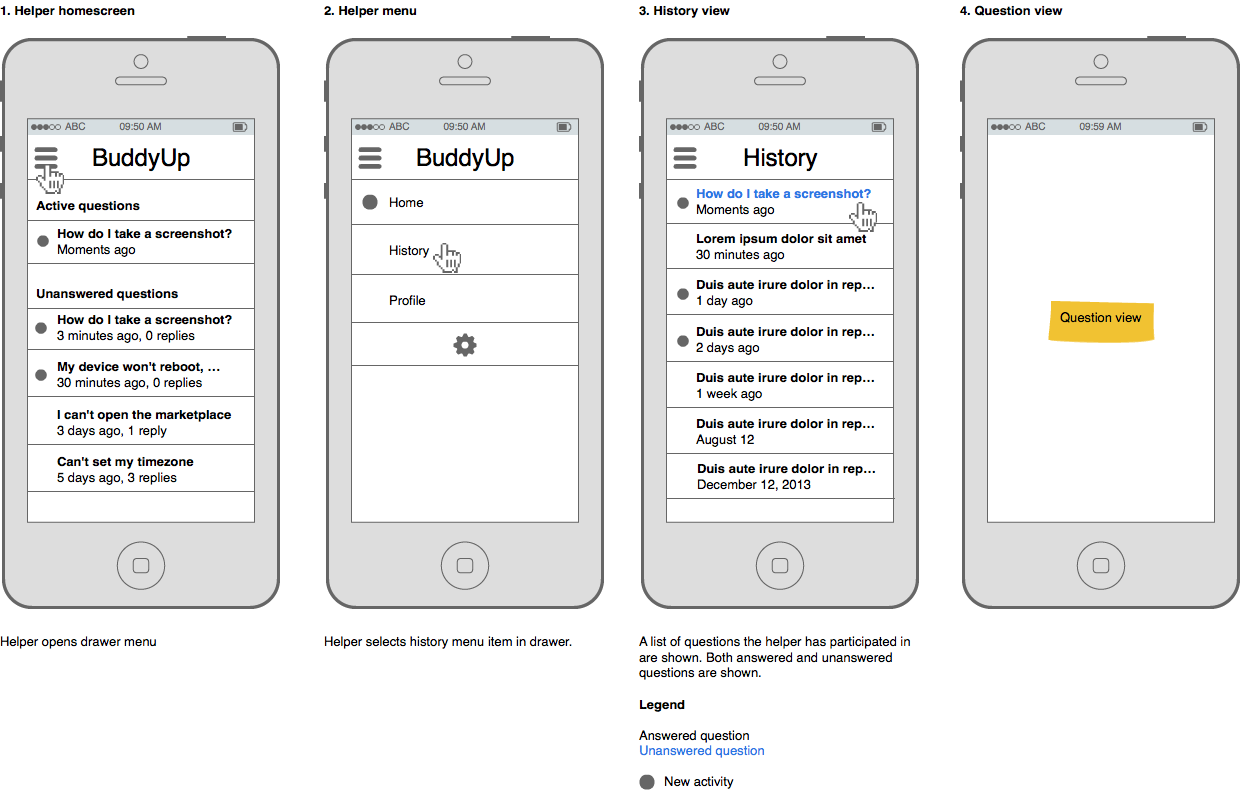 1. Helper homescreen
ABC 09:50 AM
BuddyUp
Active questions
How do I take a screenshot?
Moments ago
Unanswered questions
How do I take a screenshot?
3 minutes ago, 0 replies
My device won't reboot, ...
30 minutes ago, 0 replies
I can't open the marketplace
3 days ago, 1 reply
Can't set my timezone
5 days ago, 3 replies
Helper opens drawer menu
2. Helper menu
ABC 09:50 AM
BuddyUp
Home
History
Profile
Helper selects history menu item in drawer.
3. History view
ABC 09:50 AM
History
How do I take a screenshot?
Moments ago
Lorem ipsum dolor sit amet
30 minutes ago
Duis aute irure dolor in rep...
1 day ago
Duis aute irure dolor in rep...
2 days ago
Duis aute irure dolor in rep...
1 week ago
Duis aute irure dolor in rep...
August 12
Duis aute irure dolor in rep...
December 12, 2013
A list of questions the helper has participated in
are shown. Both answered and unanswered
questions are shown.
Legend
Answered question
Unanswered question
New activity
4. Question view
ABC 09:59 AM
Question view